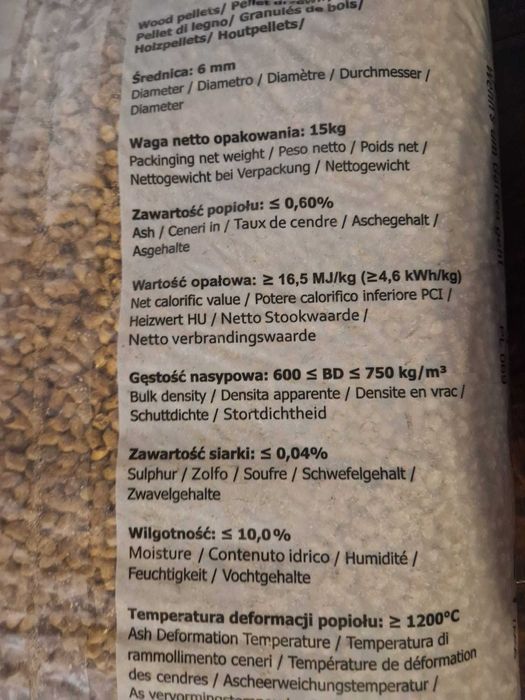 Wood pellets/
Pellet di legno/ Granulés de bois/
Holzpellets/ Houtpellets/
Średnica: 6 mm
Diameter / Diametro / Diamètre / Durchmesser /
Diameter
Waga netto opakowania: 15kg
Packinging net weight / Peso netto / Poids net /
Nettogewicht bei Verpackung / Nettogewicht
Zawartość popiołu: ≤ 0,60%
Ash / Ceneri in / Taux de cendre / Aschegehalt /
Asgehalte
Wartość opałowa: ≥ 16,5 MJ/kg (≥4,6 kWh/kg)
Net calorific value / Potere calorifico inferiore PCI /
Heizwert HU / Netto Stookwaarde /
Netto verbrandingswaarde
Gęstość nasypowa: 600 ≤ BD ≤ 750 kg/m³
Bulk density / Densita apparente / Densite en vrac/
Schuttdichte / Stortdichtheid
Zawartość siarki: ≤ 0,04%
Sulphur / Zolfo / Soufre / Schwefelgehalt /
Zwavelgehalte
Wilgotność: ≤ 10,0%
Moisture / Contenuto idrico / Humidité /
Feuchtigkeit / Vochtgehalte
Temperatura deformacji popiołu: ≥ 1200°C
Ash Deformation Temperature / Temperatura di
rammollimento ceneri / Température de déformation
des cendres / Ascheerweichungstemperatur /
As